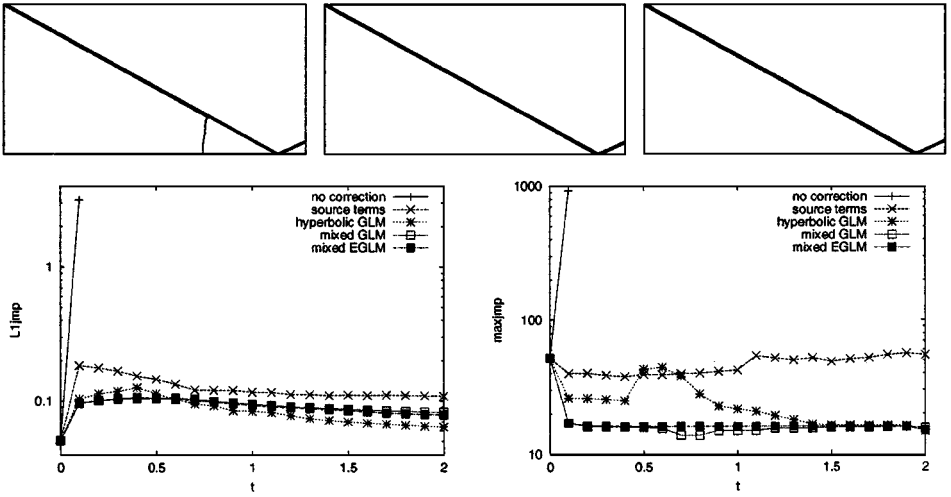 no correction
source terms
hyperbolic GLM
mixed GLM
mixed EGLM
1
0.1
L1jmp
0 0.5 1 1.5 2
t
1000
no correction
source terms
hyperbolic GLM
mixed GLM
mixed EGLM
100
10
maxjmp
0 0.5 1 1.5 2
t